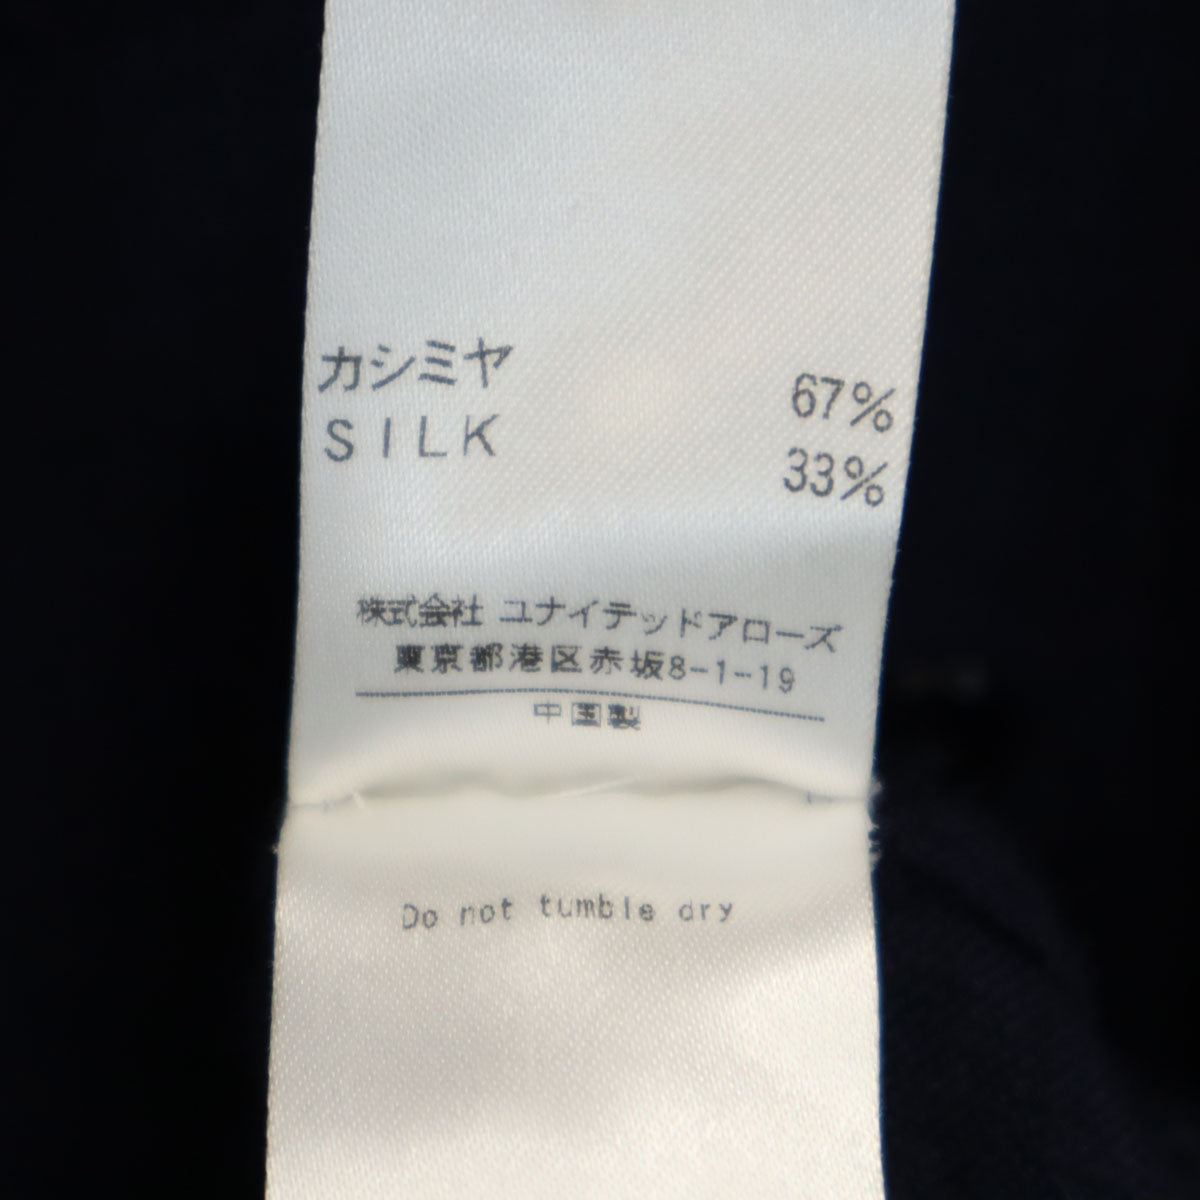 カシミヤ 67%
SILK 33%
株式会社 ユナイテッドアローズ
東京都港区赤坂8-1-19
中国製
Do not tumble dry